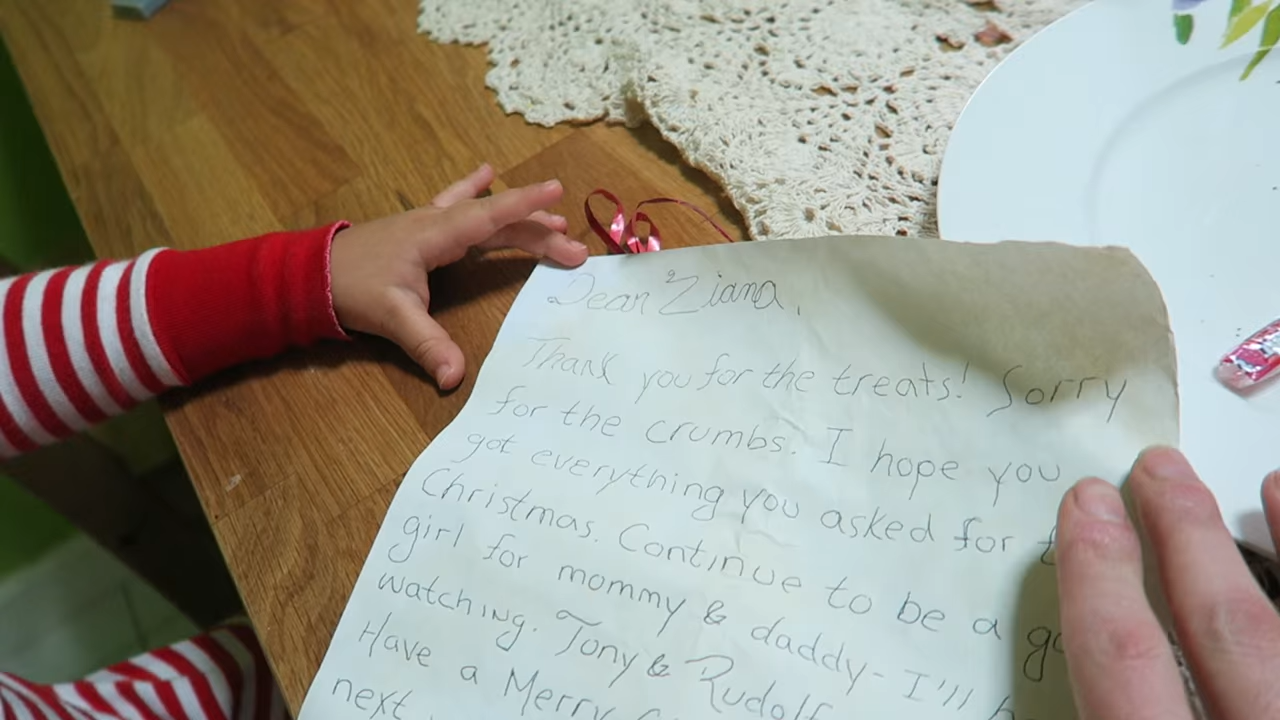 Dear Ziana,
Thank you for the treats! Sorry
for the crumbs. I hope you
got everything you asked for
Christmas. Continue to be a
girl for mommy & daddy - I'll
watching. Tony & Rudolf
Have a Merry
next